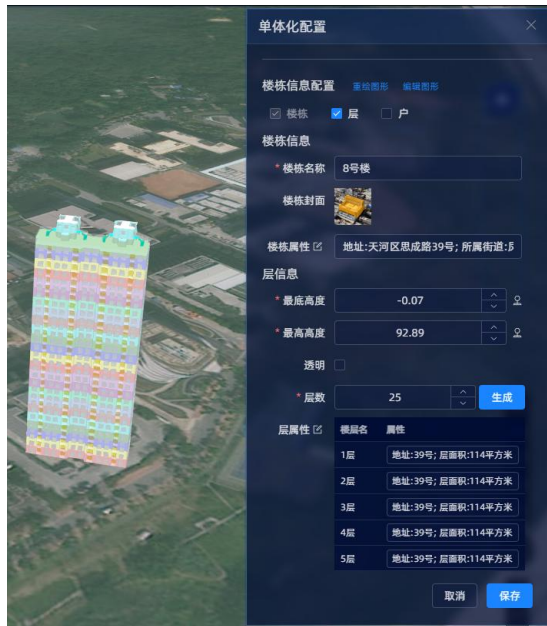 单体化配置
楼栋信息配置 重绘图形 编辑图形
楼栋 层 户
楼栋信息
* 楼栋名称 8号楼
楼栋封面
楼栋属性 地址:天河区思成路39号; 所属街道:
层信息
* 最底高度 -0.07
* 最高高度 92.89
透明
* 层数 25 生成
层属性 楼层名 属性
1层 地址:39号; 层面积:114平方米
2层 地址:39号; 层面积:114平方米
3层 地址:39号; 层面积:114平方米
4层 地址:39号; 层面积:114平方米
5层 地址:39号; 层面积:114平方米
取消 保存